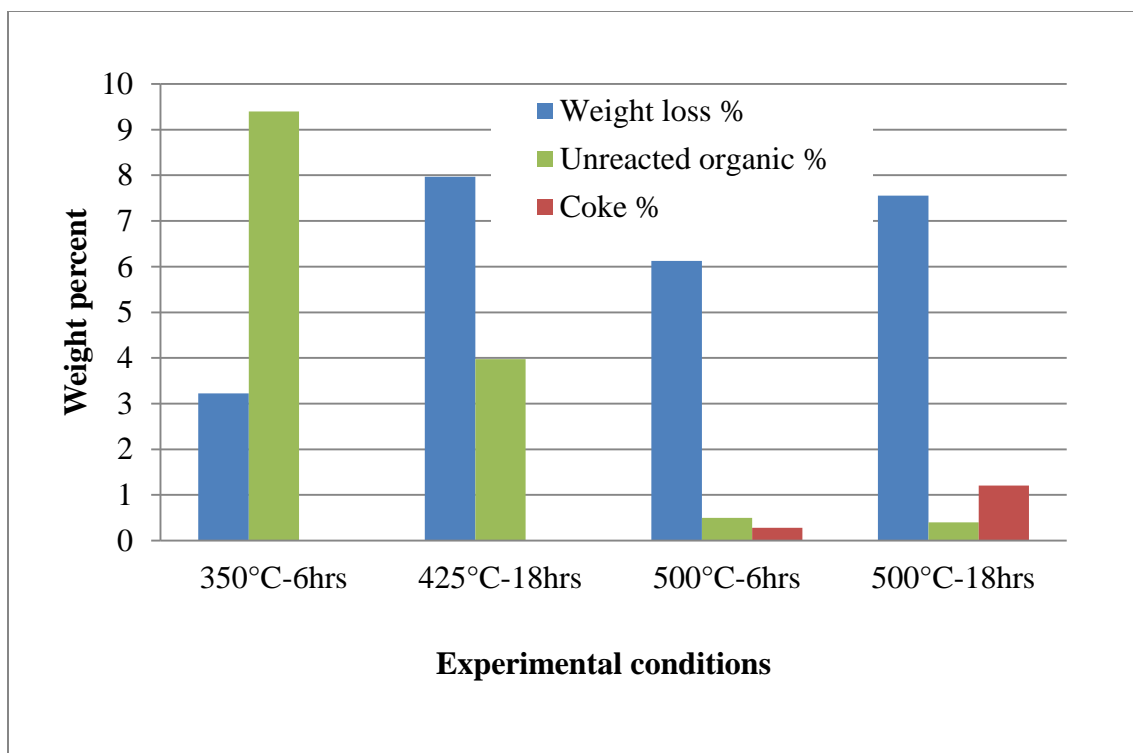 Weight percent
10
9
8
7
6
5
4
3
2
1
0
Weight loss %
Unreacted organic %
Coke %
350°C-6hrs
425°C-18hrs
500°C-6hrs
500°C-18hrs
Experimental conditions